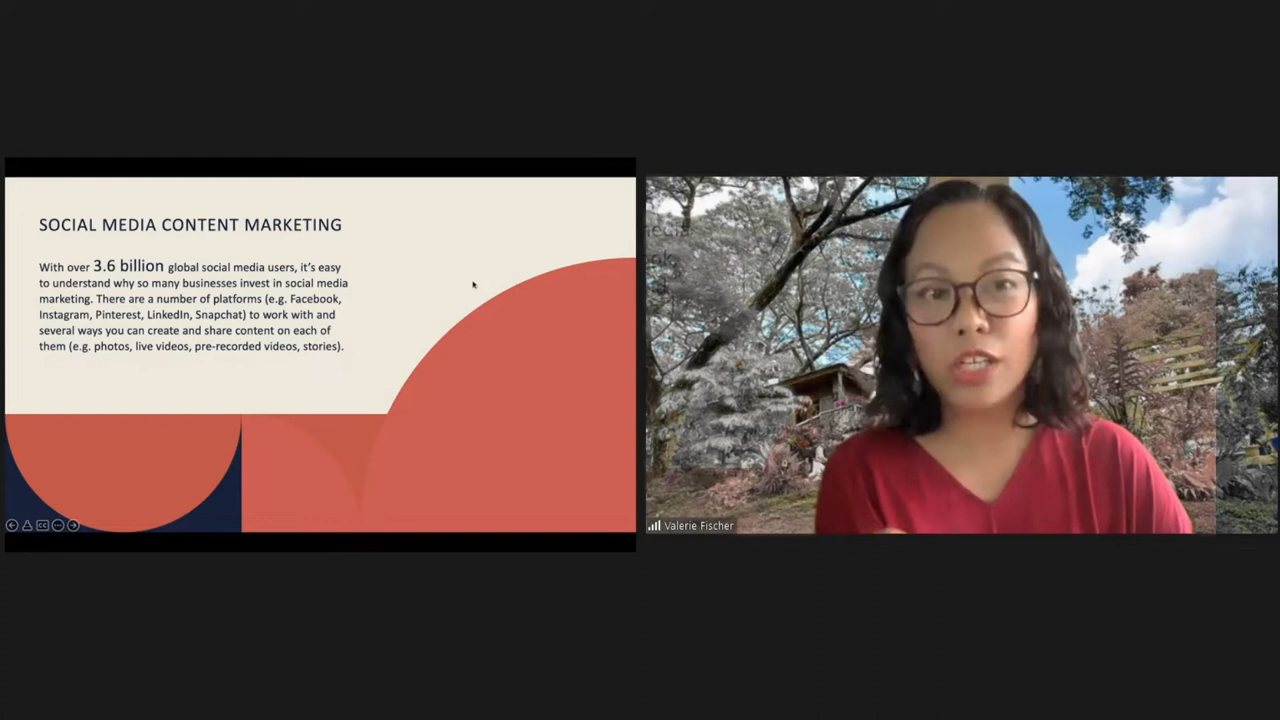 SOCIAL MEDIA CONTENT MARKETING
With over 3.6 billion global social media users, it's easy
to understand why so many businesses invest in social media
marketing. There are a number of platforms (e.g. Facebook,
Instagram, Pinterest, LinkedIn, Snapchat) to work with and
several ways you can create and share content on each of
them (e.g. photos, live videos, pre-recorded videos, stories).
Valerie Fischer